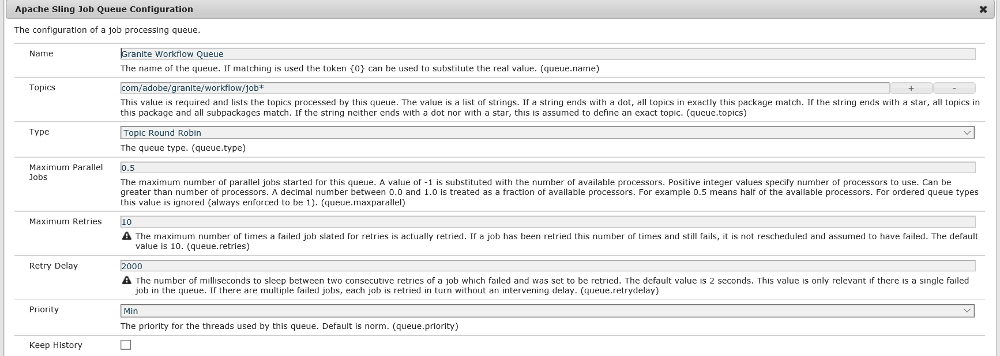 Apache Sling Job Queue Configuration
The configuration of a job processing queue.
Name
Granite Workflow Queue
The name of the queue. If matching is used the token {0} can be used to substitute the real value. (queue.name)
Topics
com/adobe/granite/workflow/job*
+
-
This value is required and lists the topics processed by this queue. The value is a list of strings. If a string ends with a dot, all topics in exactly this package match. If the string ends with a star, all topics in
this package and all subpackages match. If the string neither ends with a dot nor with a star, this is assumed to define an exact topic. (queue.topics)
Type
Topic Round Robin
The queue type. (queue.type)
Maximum Parallel
Jobs
0.5
The maximum number of parallel jobs started for this queue. A value of -1 is substituted with the number of available processors. Positive integer values specify number of processors to use. Can be
greater than number of processors. A decimal number between 0.0 and 1.0 is treated as a fraction of available processors. For example 0.5 means half of the available processors. For ordered queue types
this value is ignored (always enforced to be 1). (queue.maxparallel)
Maximum Retries
10
The maximum number of times a failed job slated for retries is actually retried. If a job has been retried this number of times and still fails, it is not rescheduled and assumed to have failed. The default
value is 10. (queue.retries)
Retry Delay
2000
The number of milliseconds to sleep between two consecutive retries of a job which failed and was set to be retried. The default value is 2 seconds. This value is only relevant if there is a single failed
job in the queue. If there are multiple failed jobs, each job is retried in turn without an intervening delay. (queue.retrydelay)
Priority
Min
The priority for the threads used by this queue. Default is norm. (queue.priority)
Keep History